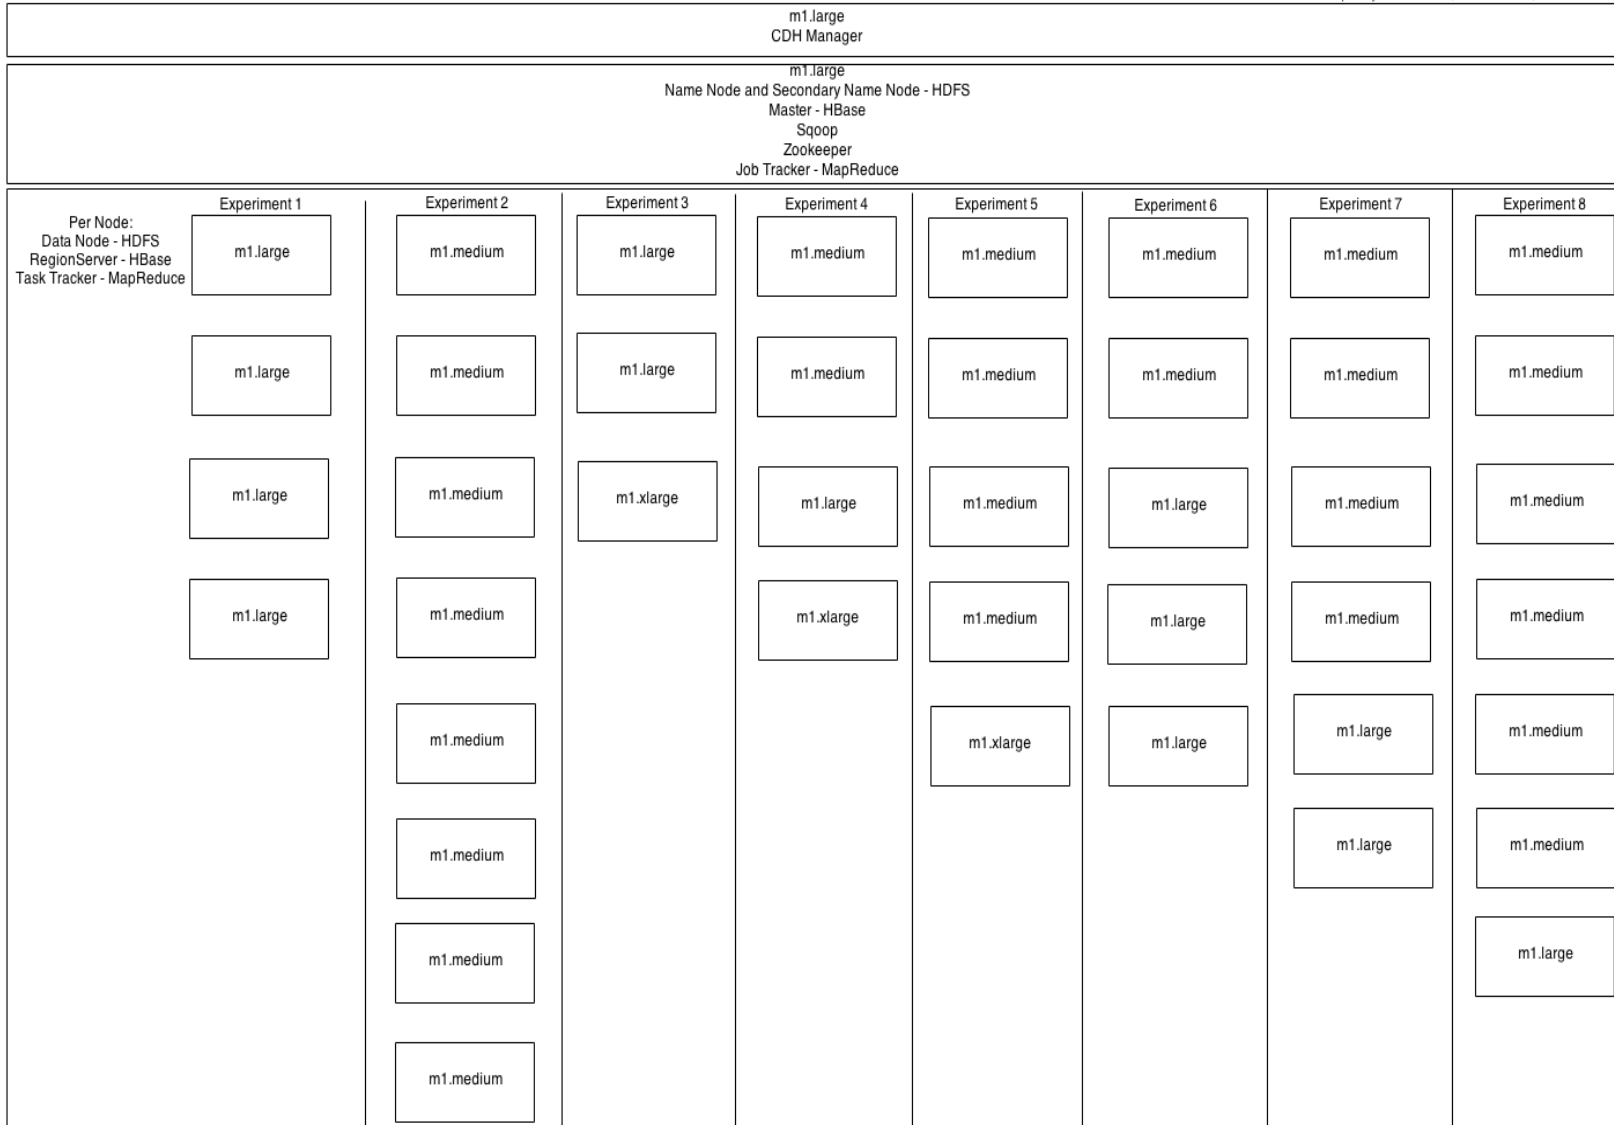 m1.large
CDH Manager
m1.large
Name Node and Secondary Name Node - HDFS
Master - HBase
Sqoop
Zookeeper
Job Tracker - MapReduce
Per Node:
Data Node - HDFS
RegionServer - HBase
Task Tracker - MapReduce
Experiment 1
m1.large
m1.large
m1.large
m1.large
Experiment 2
m1.medium
m1.medium
m1.medium
m1.medium
m1.medium
m1.medium
m1.medium
m1.medium
Experiment 3
m1.large
m1.large
m1.xlarge
Experiment 4
m1.medium
m1.medium
m1.large
m1.xlarge
Experiment 5
m1.medium
m1.medium
m1.medium
m1.medium
m1.xlarge
Experiment 6
m1.medium
m1.medium
m1.large
m1.large
m1.large
Experiment 7
m1.medium
m1.medium
m1.medium
m1.medium
m1.large
m1.large
Experiment 8
m1.medium
m1.medium
m1.medium
m1.medium
m1.medium
m1.medium
m1.large